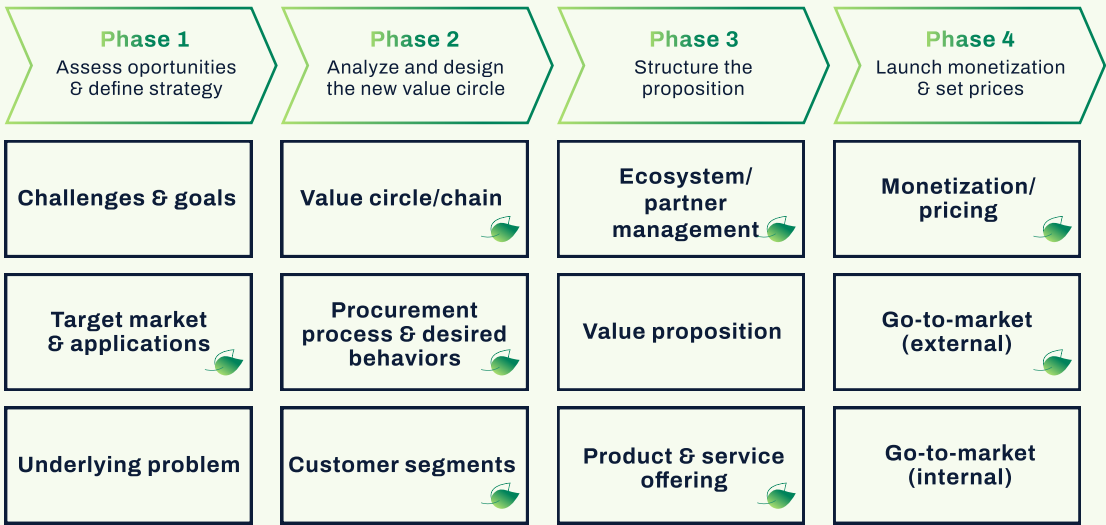 Phase 1
Assess oportunities
& define strategy
Phase 2
Analyze and design
the new value circle
Phase 3
Structure the
proposition
Phase 4
Launch monetization
& set prices
Challenges & goals
Value circle/chain
Ecosystem/
partner
management
Monetization/
pricing
Target market
& applications
Procurement
process & desired
behaviors
Value proposition
Go-to-market
(external)
Underlying problem
Customer segments
Product & service
offering
Go-to-market
(internal)